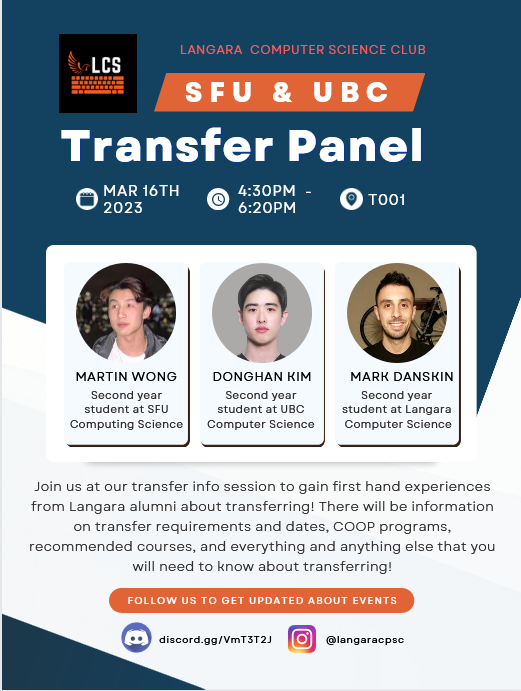 LCS
LANGARA COMPUTER SCIENCE CLUB
SFU & UBC
Transfer Panel
MAR 16TH
2023
4:30PM -
6:20PM
T001
MARTIN WONG
Second year
student at SFU
Computing Science
DONGHAN KIM
Second year
student at UBC
Computer Science
MARK DANSKIN
Second year
student at Langara
Computer Science
Join us at our transfer info session to gain first hand experiences
from Langara alumni about transferring! There will be information
on transfer requirements and dates, COOP programs,
recommended courses, and everything and anything else that you
will need to know about transferring!
FOLLOW US TO GET UPDATED ABOUT EVENTS
discord.gg/VmT3T2J
@langaracpsc